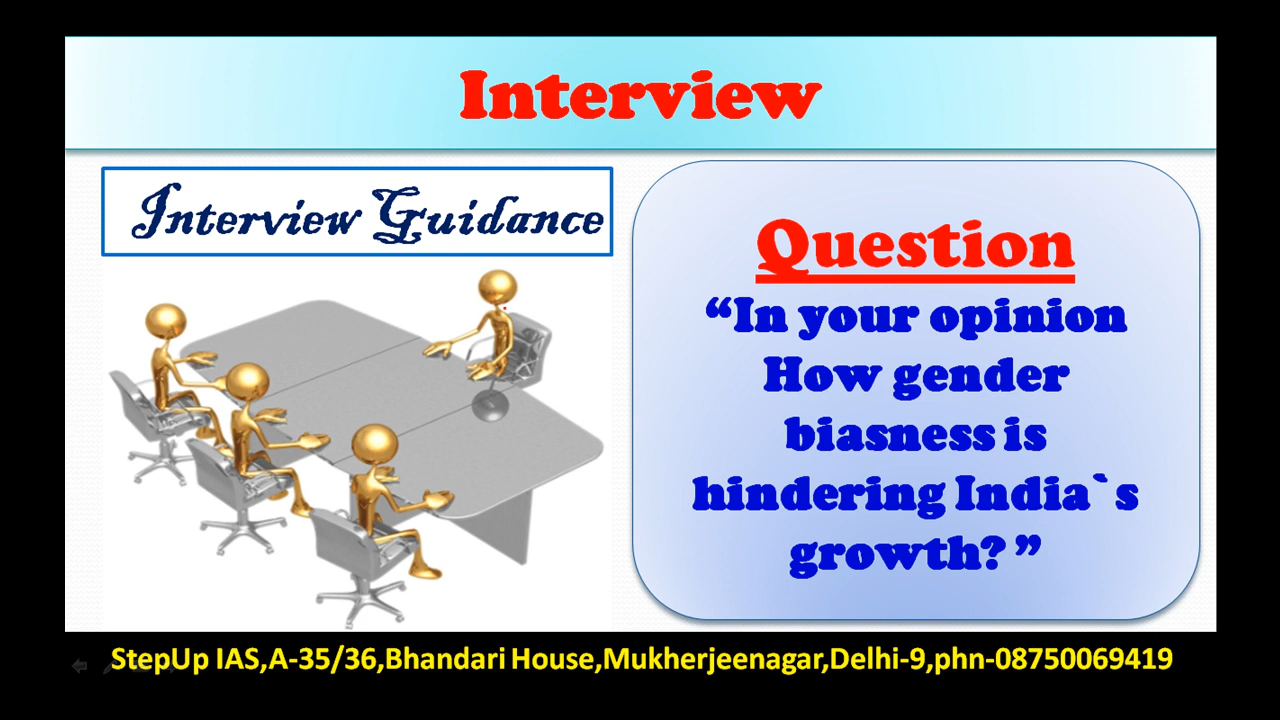 Interview
Interview Guidance
Question
“In your opinion
How gender
biasness is
hindering India`s
growth? ”
StepUp IAS,A-35/36,Bhandari House,Mukherjeenagar,Delhi-9,phn-08750069419